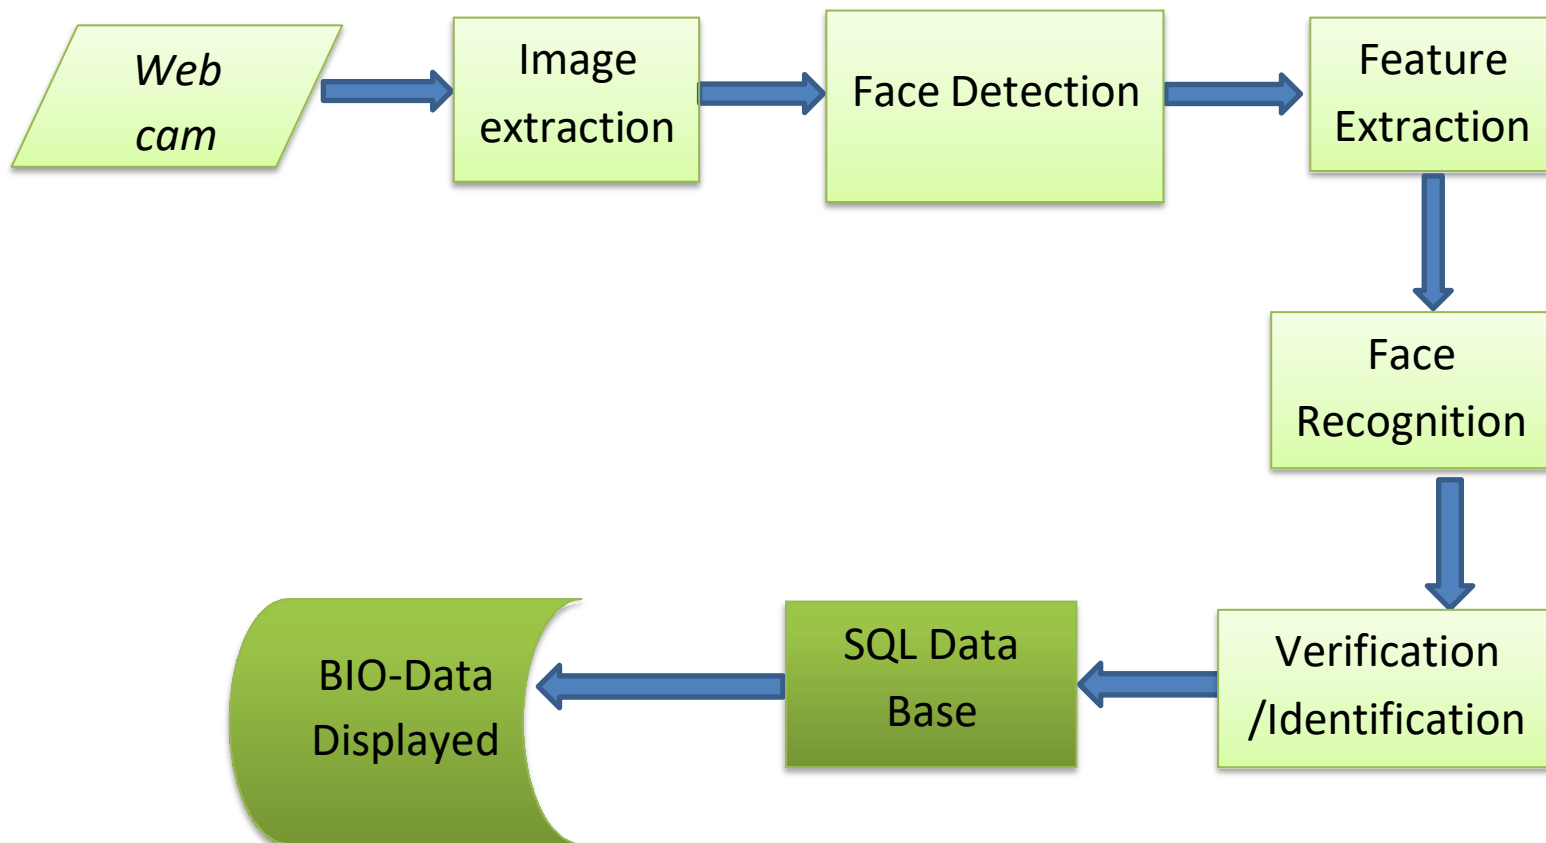 Web
cam
Image
extraction
Face Detection
Feature
Extraction
Face
Recognition
Verification
/Identification
SQL Data
Base
BIO-Data
Displayed